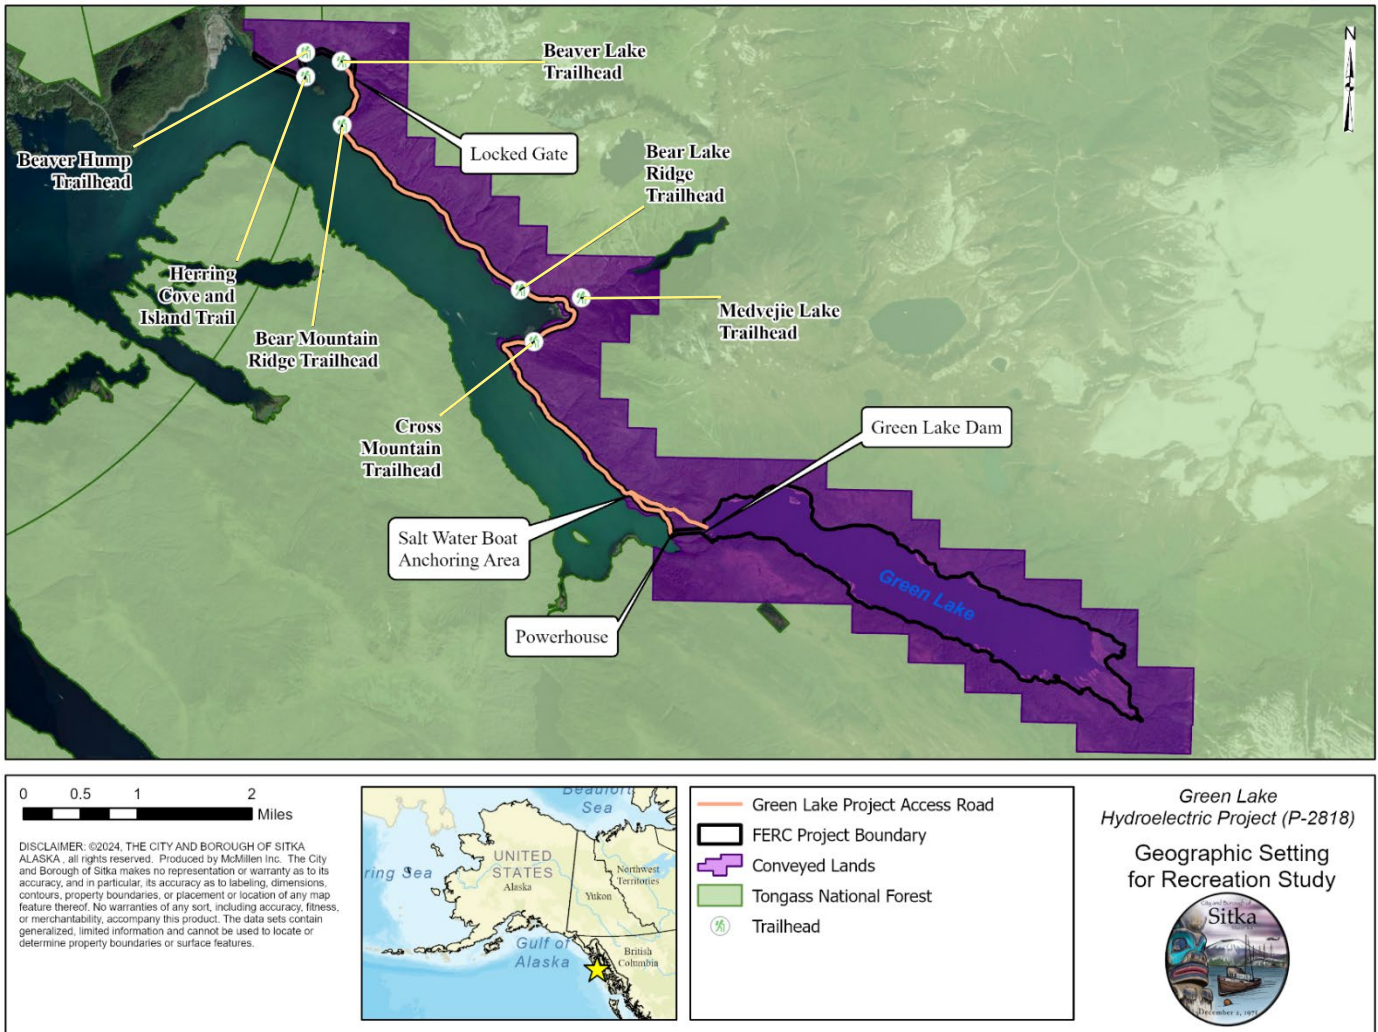 N
Beaver Lake
Trailhead
Locked Gate
Bear Lake
Ridge
Trailhead
Beaver Hump
Trailhead
Herring
Cove and
Island Trail
Bear Mountain
Ridge Trailhead
Medvejie Lake
Trailhead
Cross
Mountain
Trailhead
Green Lake Dam
Salt Water Boat
Anchoring Area
Green Lake
Powerhouse
0 0.5 1 2
Miles
DISCLAIMER: ©2024, THE CITY AND BOROUGH OF SITKA
ALASKA , all rights reserved. Produced by McMillen Inc. The City
and Borough of Sitka makes no representation or warranty as to its
accuracy, and in particular, its accuracy as to labeling, dimensions,
contours, property boundaries, or placement or location of any map
feature thereof. No warranties of any sort, including accuracy, fitness,
or merchantability, accompany this product. The data sets contain
generalized, limited information and cannot be used to locate or
determine property boundaries or surface features.
Beaufort
Sea
ring Sea
UNITED
STATES
Alaska
Yukon
Northwest
Territories
Gulf of
Alaska
British
Columbia
Green Lake Project Access Road
FERC Project Boundary
Conveyed Lands
Tongass National Forest
Trailhead
Green Lake
Hydroelectric Project (P-2818)
Geographic Setting
for Recreation Study
City and Borough of
Sitka
December 2, 1971